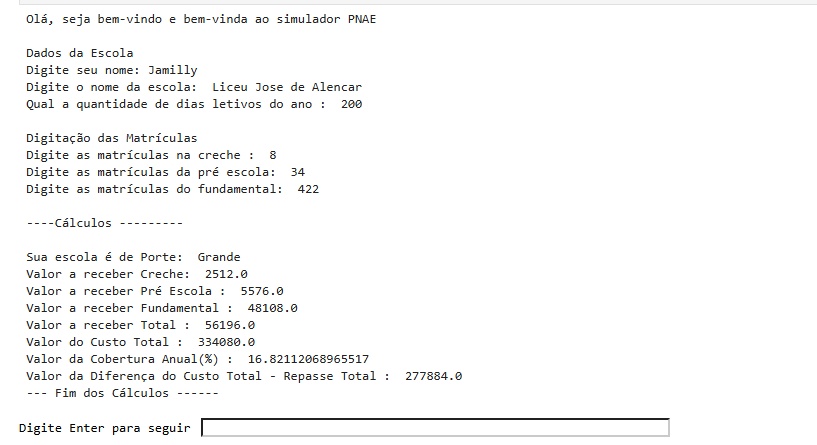 Olá, seja bem-vindo e bem-vinda ao simulador PNAE
Dados da Escola
Digite seu nome: Jamilly
Digite o nome da escola:  Liceu Jose de Alencar
Qual a quantidade de dias letivos do ano :  200
Digitação das Matrículas
Digite as matrículas na creche :  8
Digite as matrículas da pré escola:  34
Digite as matrículas do fundamental:  422
----Cálculos ---------
Sua escola é de Porte:  Grande
Valor a receber Creche:  2512.0
Valor a receber Pré Escola :  5576.0
Valor a receber Fundamental :  48108.0
Valor a receber Total :  56196.0
Valor do Custo Total :  334080.0
Valor da Cobertura Anual(%) :  16.82112068965517
Valor da Diferença do Custo Total - Repasse Total :  277884.0
--- Fim dos Cálculos ------
Digite Enter para seguir